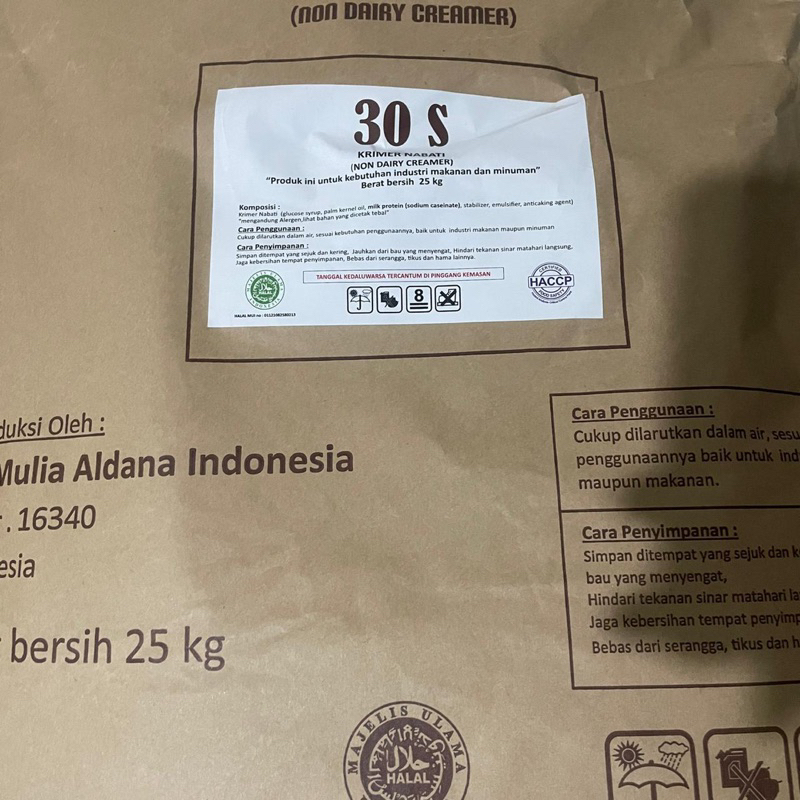 (NON DAIRY CREAMER)
30 S
KRIMER NABATI
(NON DAIRY CREAMER)
"Produk ini untuk kebutuhan industri makanan dan minuman"
Berat bersih 25 kg
Komposisi :
Krimer Nabati (glucose syrup, palm kernel oil, milk protein (sodium caseinate), stabilizer, emulsifier, anticaking agent)
"mengandung Alergen,lihat bahan yang dicetak tebal"
Cara Penggunaan :
Cukup dilarutkan dalam air, sesuai kebutuhan penggunaannya, baik untuk industri makanan maupun minuman
Cara Penyimpanan :
Simpan ditempat yang sejuk dan kering, Jauhkan dari bau yang menyengat, Hindari tekanan sinar matahari langsung,
Jaga kebersihan tempat penyimpanan, Bebas dari serangga, tikus dan hama lainnya.
TANGGAL KEDALUWARSA TERCANTUM DI PINGGANG KEMASAN
HALAL
8
CERTIFIED
HACCP
FOOD SAFETY
duksi Oleh :
Mulia Aldana Indonesia
. 16340
esia
bersih 25 kg
Cara Penggunaan :
Cukup dilarutkan dalam air, sesu
penggunaannya baik untuk ind
maupun makanan.
Cara Penyimpanan :
Simpan ditempat yang sejuk dan k
bau yang menyengat,
Hindari tekanan sinar matahari la
Jaga kebersihan tempat penyimp
Bebas dari serangga, tikus dan h
MAJELIS ULAMA
حلال
HALAL